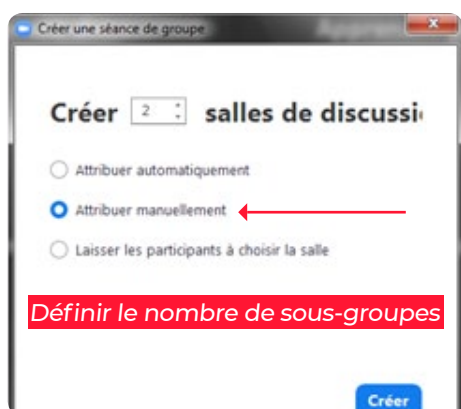 Créer une séance de groupe
Créer 2 salles de discussi
Attribuer automatiquement
Attribuer manuellement
Laisser les participants à choisir la salle
Définir le nombre de sous-groupes
Créer